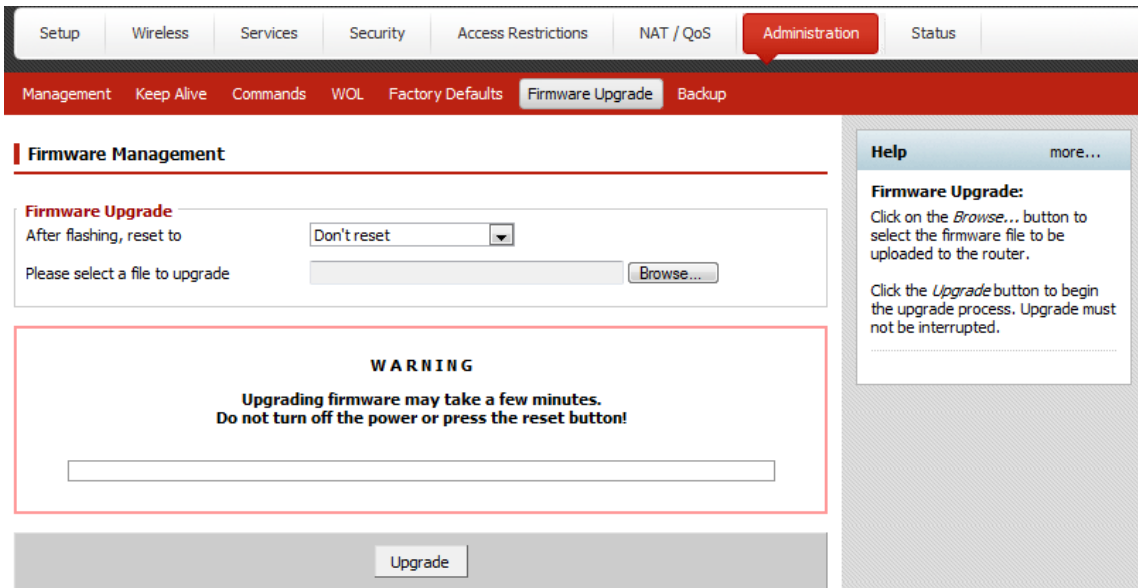 Setup Wireless Services Security Access Restrictions NAT / QoS Administration Status
Management Keep Alive Commands WOL Factory Defaults Firmware Upgrade Backup
Firmware Management
Firmware Upgrade
After flashing, reset to Don't reset
Please select a file to upgrade Browse...
WARNING
Upgrading firmware may take a few minutes.
Do not turn off the power or press the reset button!
Upgrade
Help more...
Firmware Upgrade:
Click on the Browse... button to
select the firmware file to be
uploaded to the router.
Click the Upgrade button to begin
the upgrade process. Upgrade must
not be interrupted.